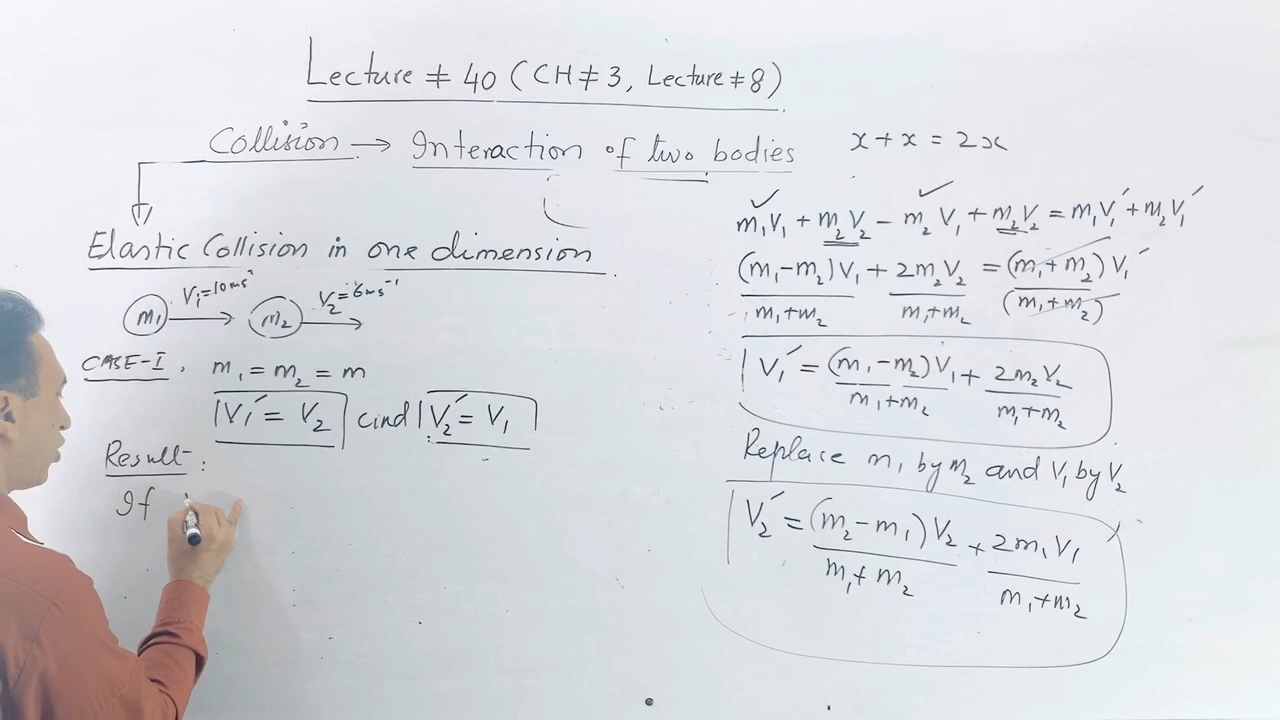 Lecture ≠ 40 (CH ≠ 3, Lecture ≠ 8)
Collision → Interaction of two bodies
Elastic Collision in one dimension
V₁=10ms⁻¹ V₂=6ms⁻¹
m₁ m₂
CASE-I, m₁ = m₂ = m
V₁′ = V₂ and V₂′ = V₁
Result:
If
x + x = 2x
m₁V₁ + m₂V₂ − m₂V₁ + m₂V₂ = m₁V₁′ + m₂V₁′
(m₁−m₂)V₁/m₁+m₂ + 2m₂V₂/m₁+m₂ = (m₁+m₂)V₁′/(m₁+m₂)
V₁′ = (m₁−m₂)V₁/m₁+m₂ + 2m₂V₂/m₁+m₂
Replace m₁ by m₂ and V₁ by V₂
V₂′ = (m₂−m₁)V₂/m₁+m₂ + 2m₁V₁/m₁+m₂